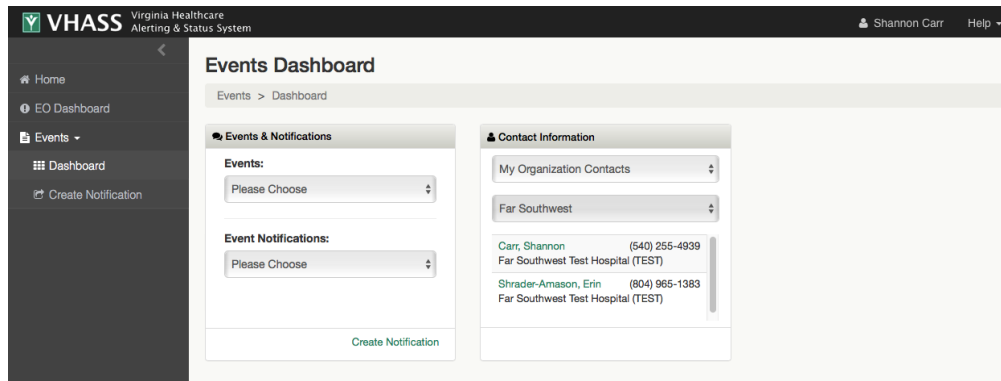 VHASS Virginia Healthcare
Alerting & Status System
Shannon Carr Help
Home
EO Dashboard
Events
Dashboard
Create Notification
Events Dashboard
Events > Dashboard
Events & Notifications
Events:
Please Choose
Event Notifications:
Please Choose
Create Notification
Contact Information
My Organization Contacts
Far Southwest
Carr, Shannon (540) 255-4939
Far Southwest Test Hospital (TEST)
Shrader-Amason, Erin (804) 965-1383
Far Southwest Test Hospital (TEST)